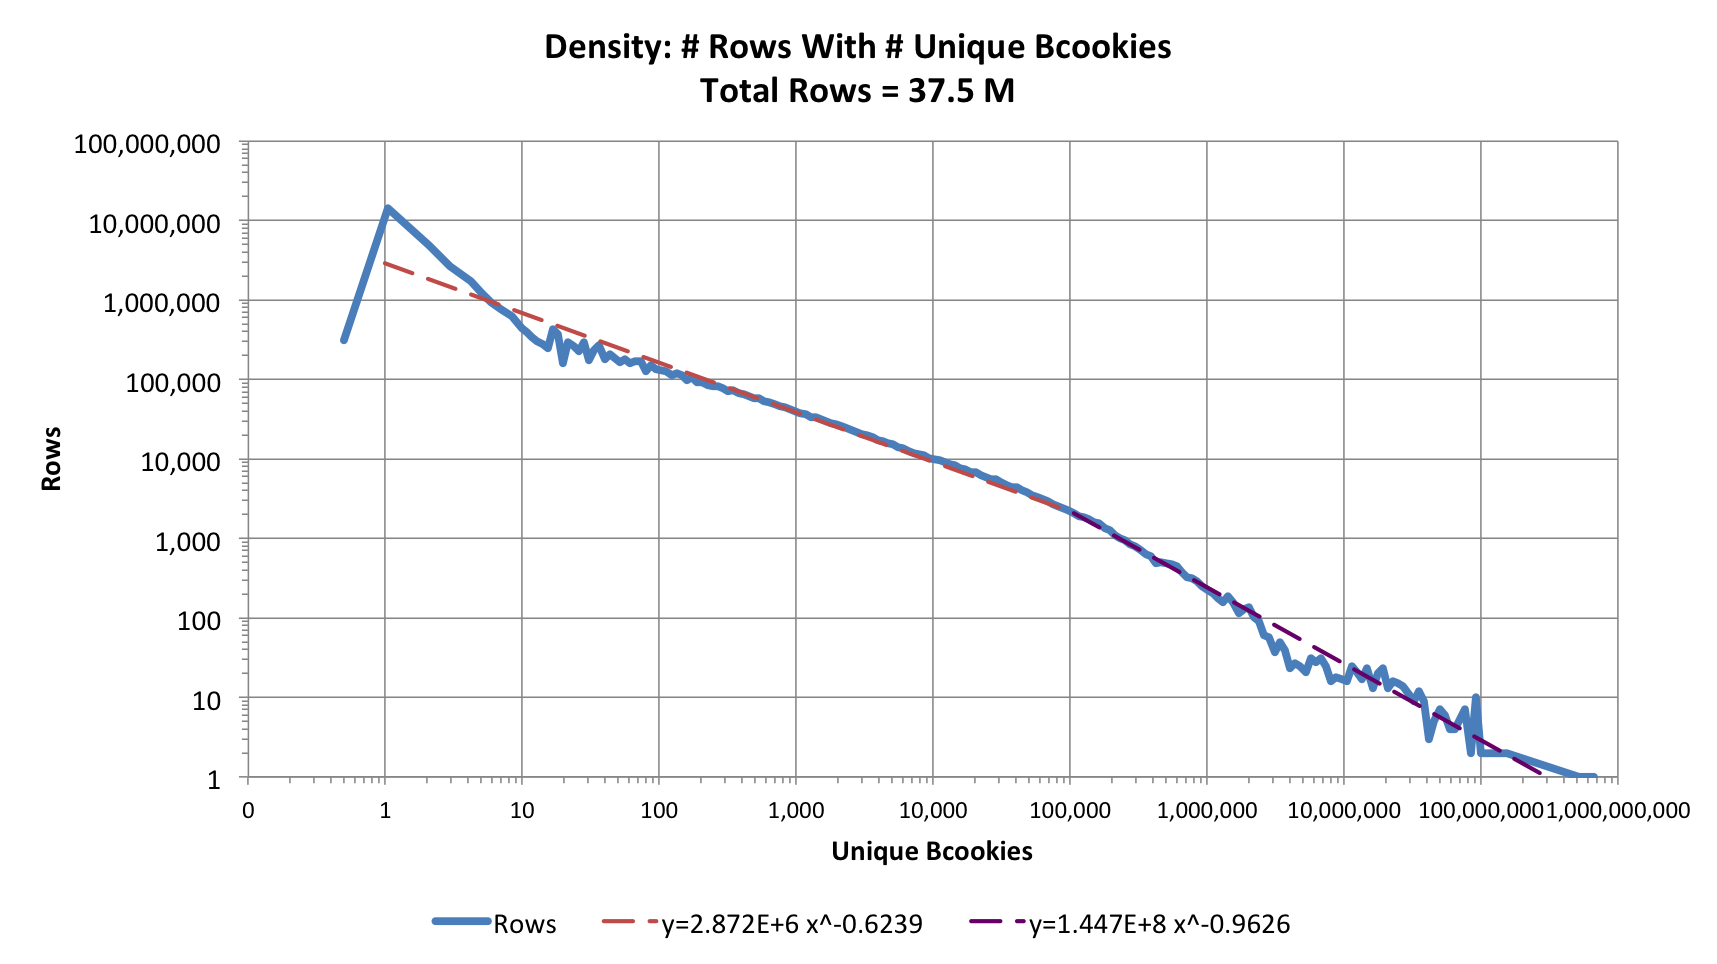 Density: # Rows With # Unique Bcookies
Total Rows = 37.5 M
100,000,000
10,000,000
1,000,000
100,000
10,000
1,000
100
10
1
Rows
0 1 10 100 1,000 10,000 100,000 1,000,000 10,000,000 100,000,000 1,000,000,000
Unique Bcookies
Rows y=2.872E+6 x^-0.6239 y=1.447E+8 x^-0.9626